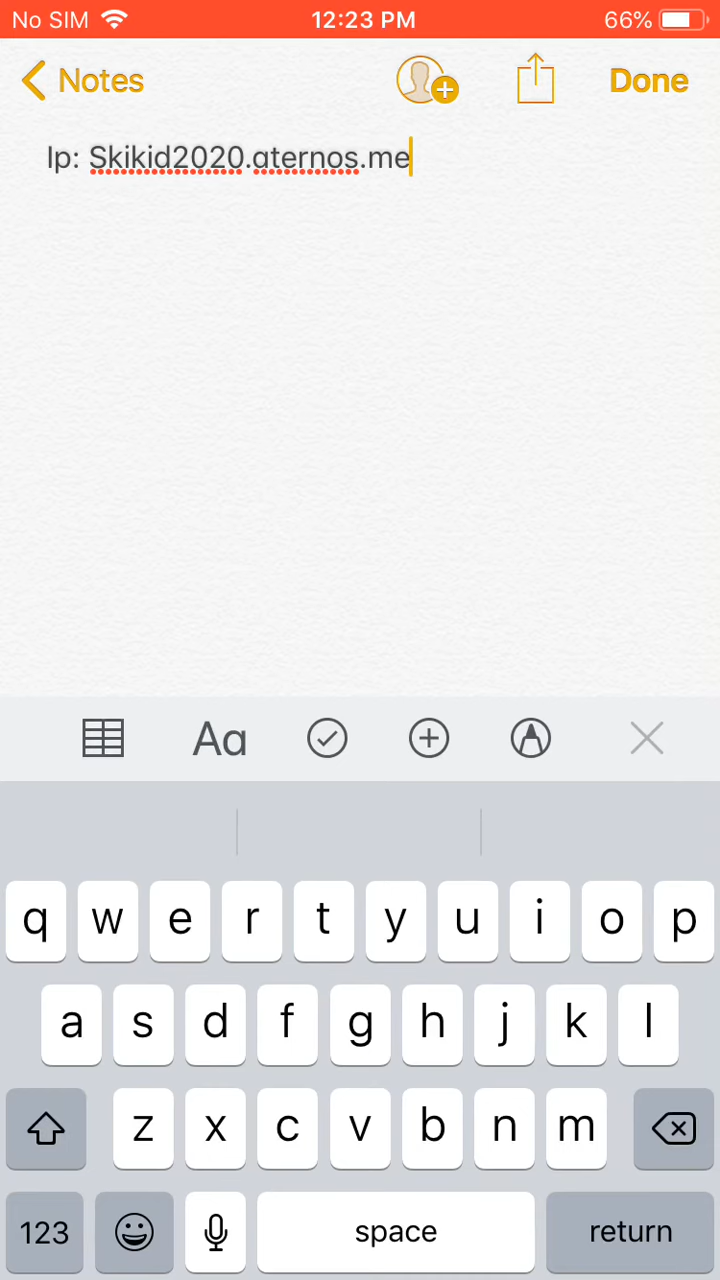 No SIM 12:23 PM 66%
Notes Done
Ip: Skikid2020.aternos.me
Aa
q w e r t y u i o p
a s d f g h j k l
z x c v b n m
123 space return